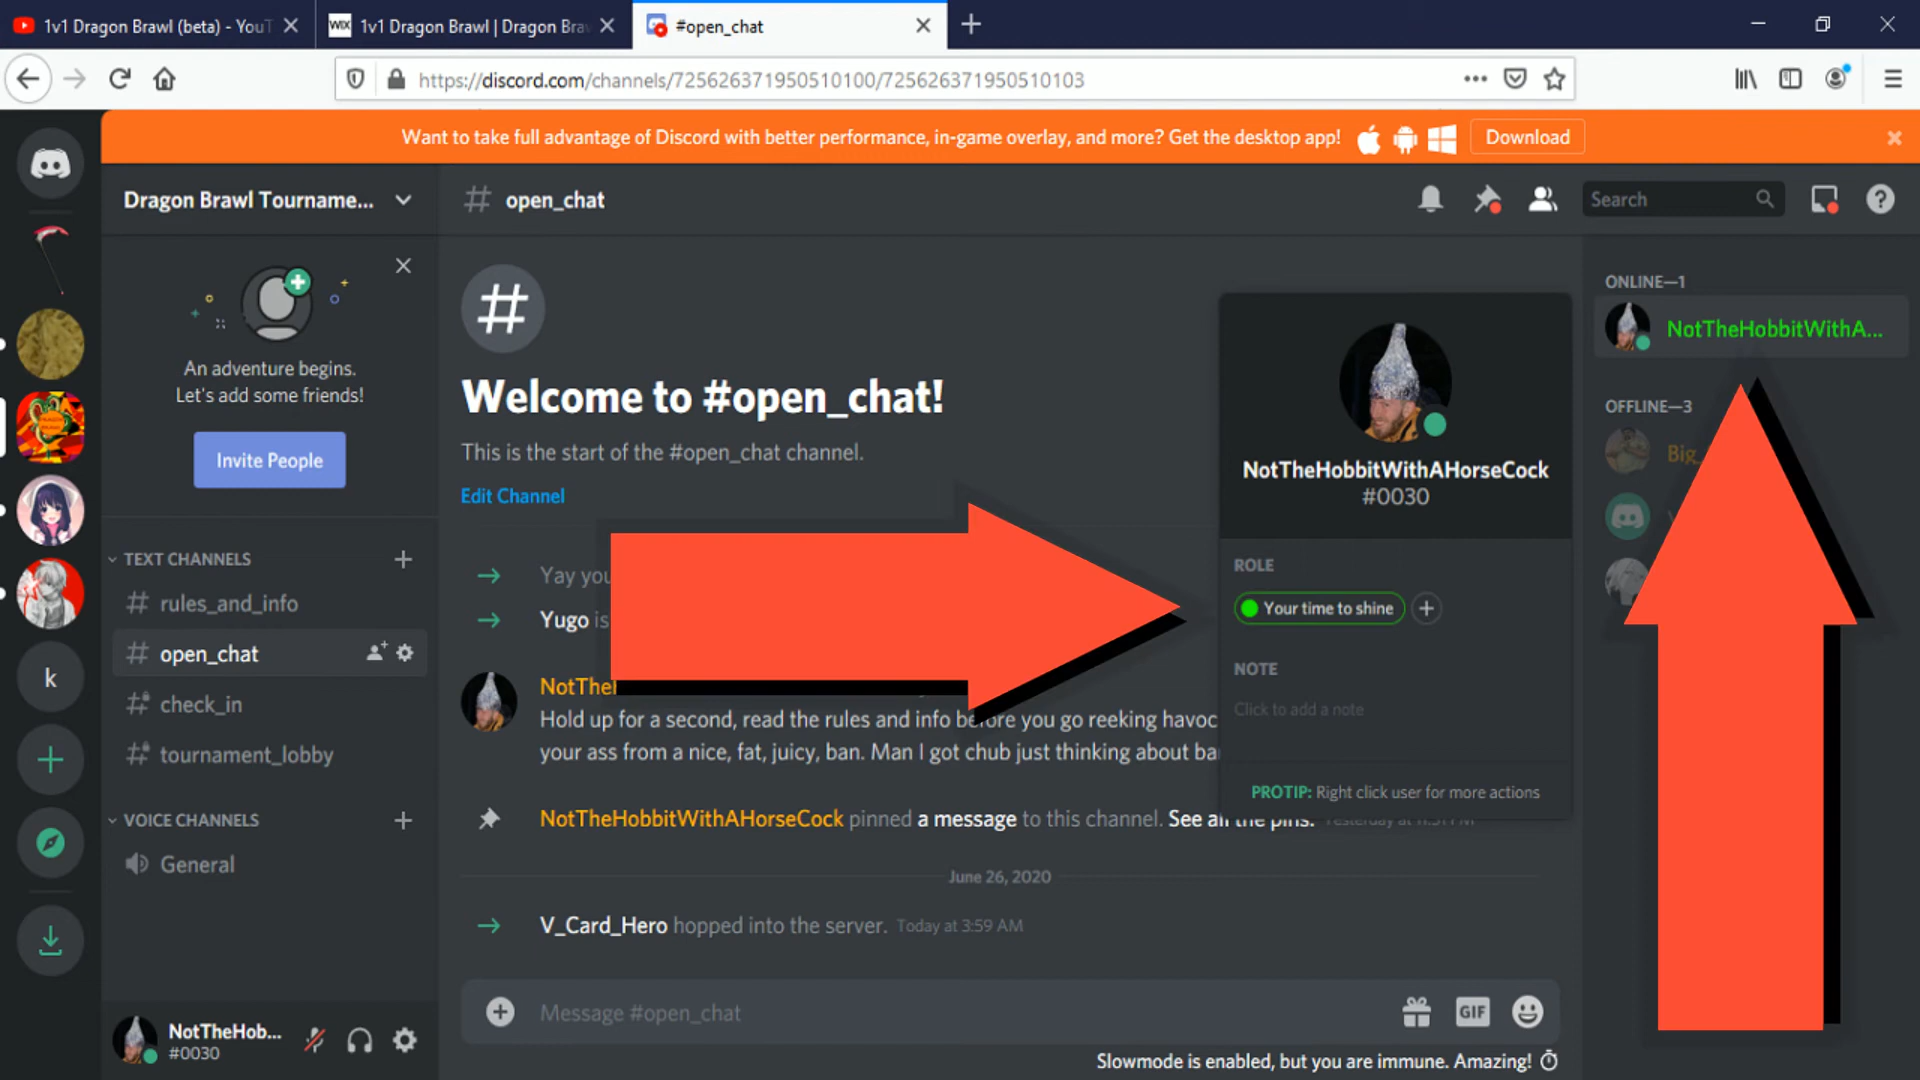 1v1 Dragon Brawl (beta) - YouT
WiX 1v1 Dragon Brawl | Dragon Bra
#open_chat
https://discord.com/channels/725626371950510100/725626371950510103
Want to take full advantage of Discord with better performance, in-game overlay, and more? Get the desktop app!
Download
Dragon Brawl Tourname...
open_chat
Search
An adventure begins.
Let's add some friends!
Invite People
TEXT CHANNELS
rules_and_info
open_chat
check_in
tournament_lobby
VOICE CHANNELS
General
k
NotTheHob...
#0030
Welcome to #open_chat!
This is the start of the #open_chat channel.
Edit Channel
Yay you
Yugo is
NotTheH
Hold up for a second, read the rules and info before you go reeking havoc
your ass from a nice, fat, juicy, ban. Man I got chub just thinking about ba
NotTheHobbitWithAHorseCock pinned a message to this channel. See all the pins. Yesterday at
June 26, 2020
V_Card_Hero hopped into the server. Today at 3:59 AM
Message #open_chat
GIF
Slowmode is enabled, but you are immune. Amazing!
NotTheHobbitWithAHorseCock
#0030
ROLE
Your time to shine
NOTE
Click to add a note
PROTIP: Right click user for more actions
ONLINE—1
NotTheHobbitWithA...
OFFLINE—3
Big_